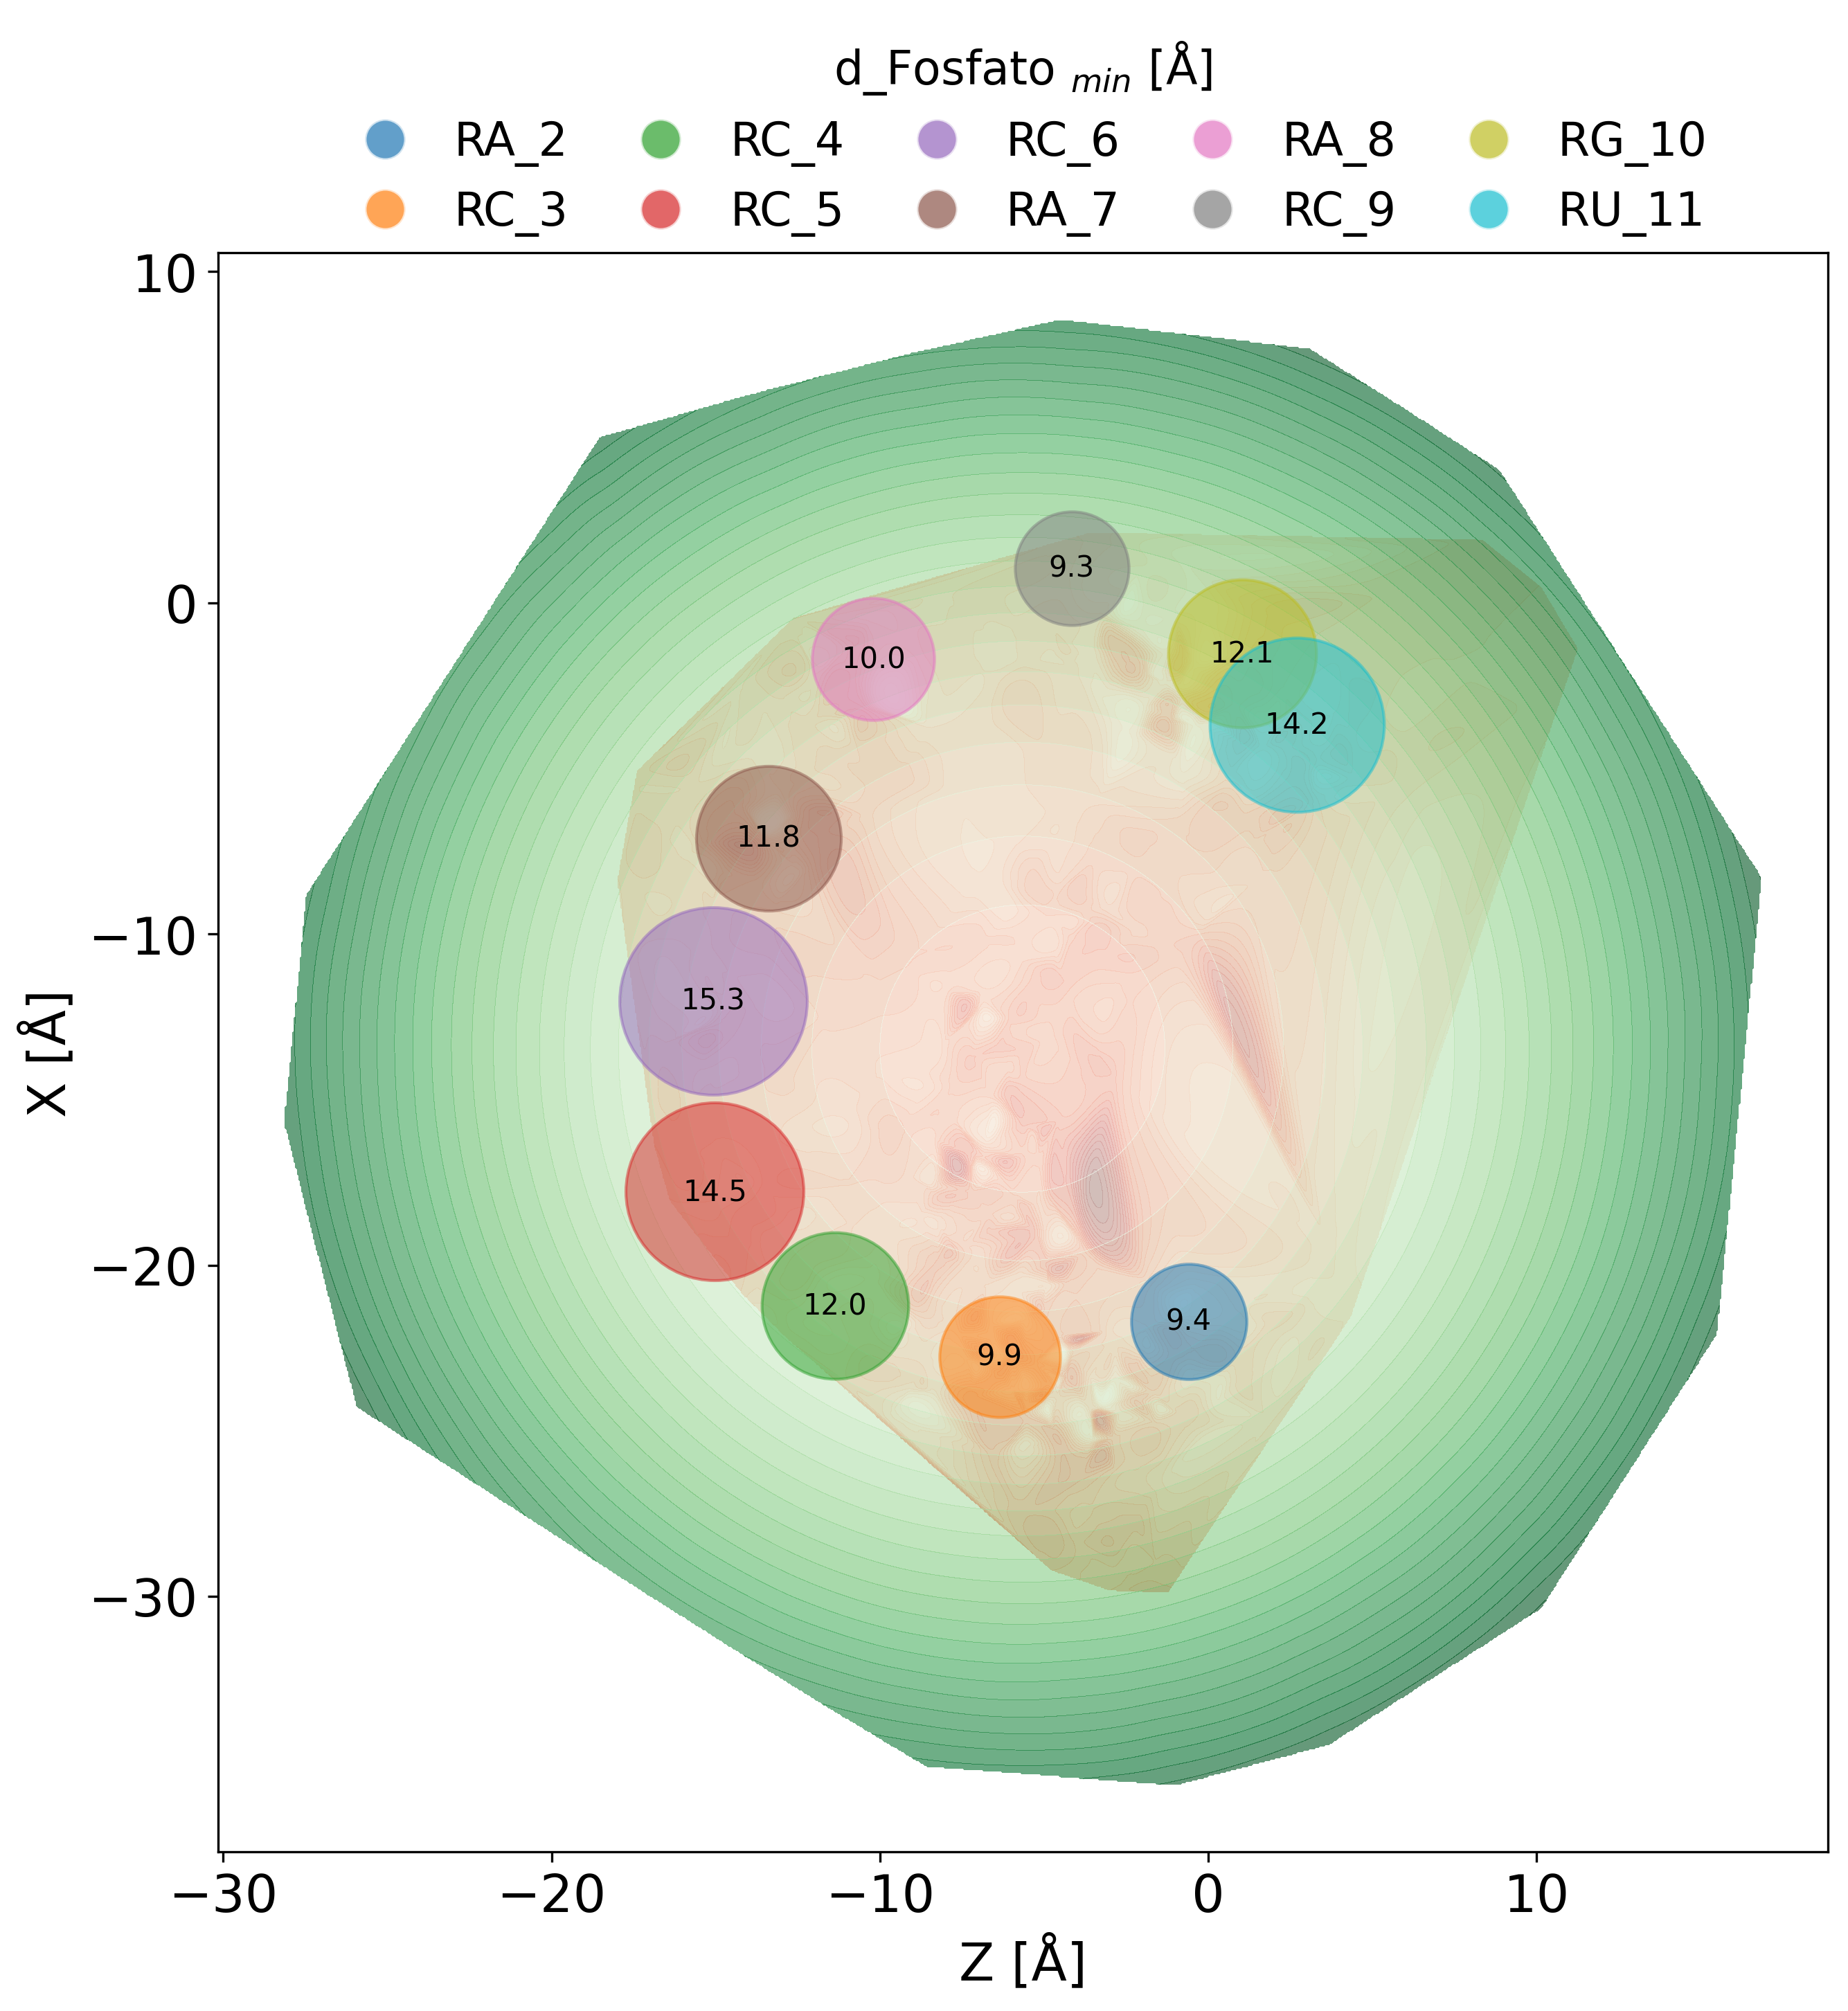 d_Fosfato min [Å]
RA_2 RC_4 RC_6 RA_8 RG_10
RC_3 RC_5 RA_7 RC_9 RU_11
10
9.3
0
12.1
10.0
14.2
11.8
−10
15.3
X [Å]
14.5
−20
12.0
9.4
9.9
−30
−30 −20 −10 0 10
Z [Å]